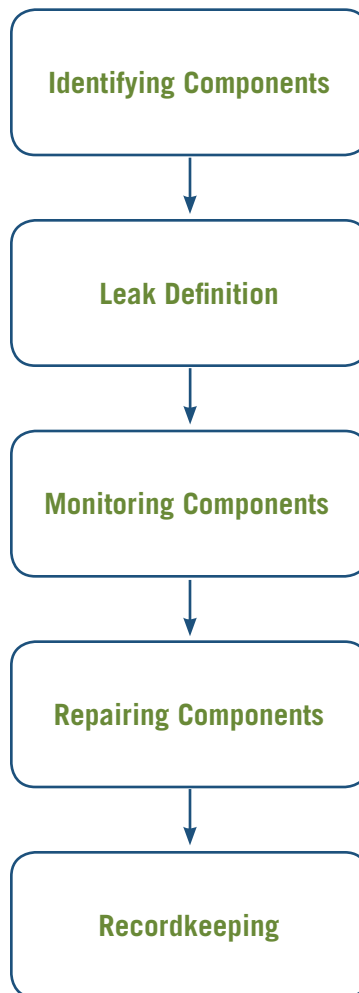 Identifying Components
Leak Definition
Monitoring Components
Repairing Components
Recordkeeping